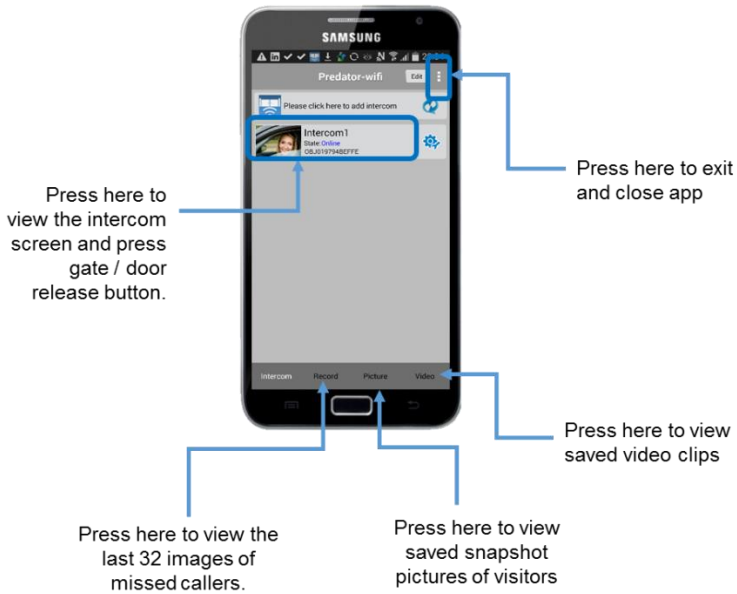 SAMSUNG
Predator-wifi
Edit
Please click here to add intercom
Intercom1
State:Online
OBJ019794BEFFE
Press here to exit
and close app
Press here to
view the intercom
screen and press
gate / door
release button.
Intercom Record Picture Video
Press here to view
saved video clips
Press here to view the
last 32 images of
missed callers.
Press here to view
saved snapshot
pictures of visitors